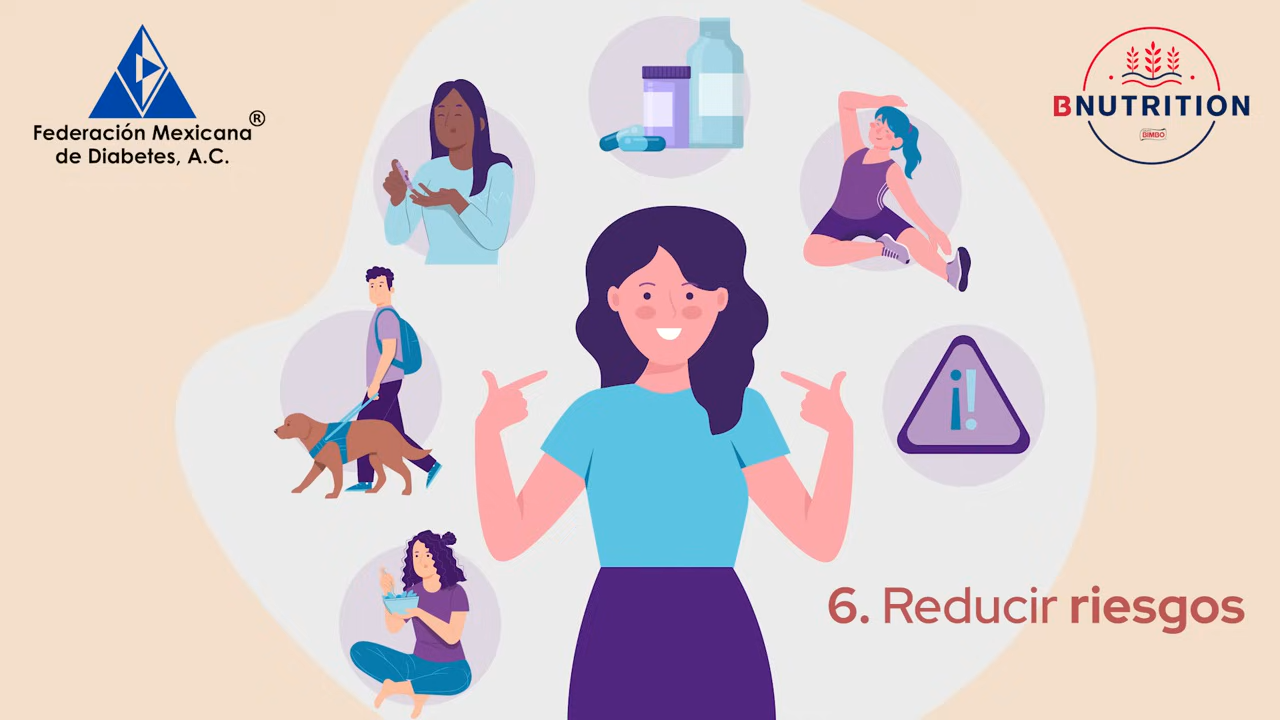 Federación Mexicana®
de Diabetes, A.C.
BNUTRITION
BIMBO
¡!
6. Reducir riesgos